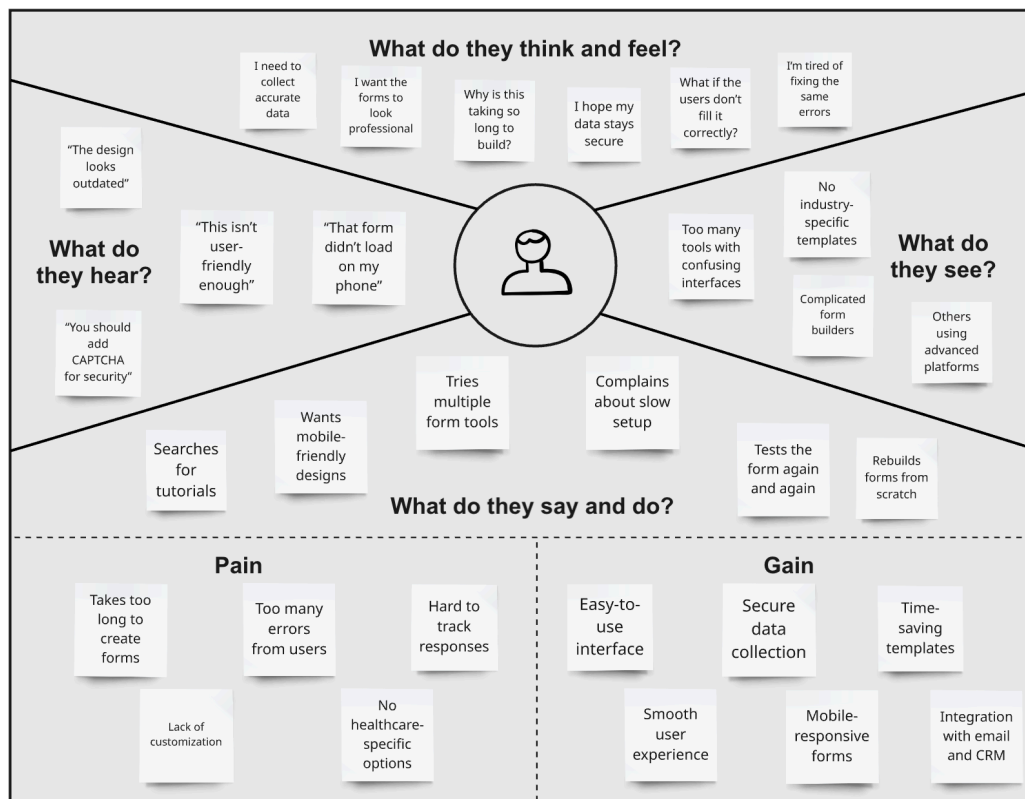 What do they think and feel?
I need to
collect
accurate
data
I want the
forms to
look
professional
Why is this
taking so
long to
build?
I hope my
data stays
secure
What if the
users don't
fill it
correctly?
I'm tired of
fixing the
same
errors
What do
they hear?
"The design
looks
outdated"
"This isn't
user-
friendly
enough"
"That form
didn't load
on my
phone"
"You should
add
CAPTCHA
for security"
What do
they see?
Too many
tools with
confusing
interfaces
No
industry-
specific
templates
Complicated
form
builders
Others
using
advanced
platforms
What do they say and do?
Searches
for
tutorials
Wants
mobile-
friendly
designs
Tries
multiple
form tools
Complains
about slow
setup
Tests the
form again
and again
Rebuilds
forms from
scratch
Pain
Takes too
long to
create
forms
Too many
errors
from users
Hard to
track
responses
Lack of
customization
No
healthcare-
specific
options
Gain
Easy-to-
use
interface
Secure
data
collection
Time-
saving
templates
Smooth
user
experience
Mobile-
responsive
forms
Integration
with email
and CRM